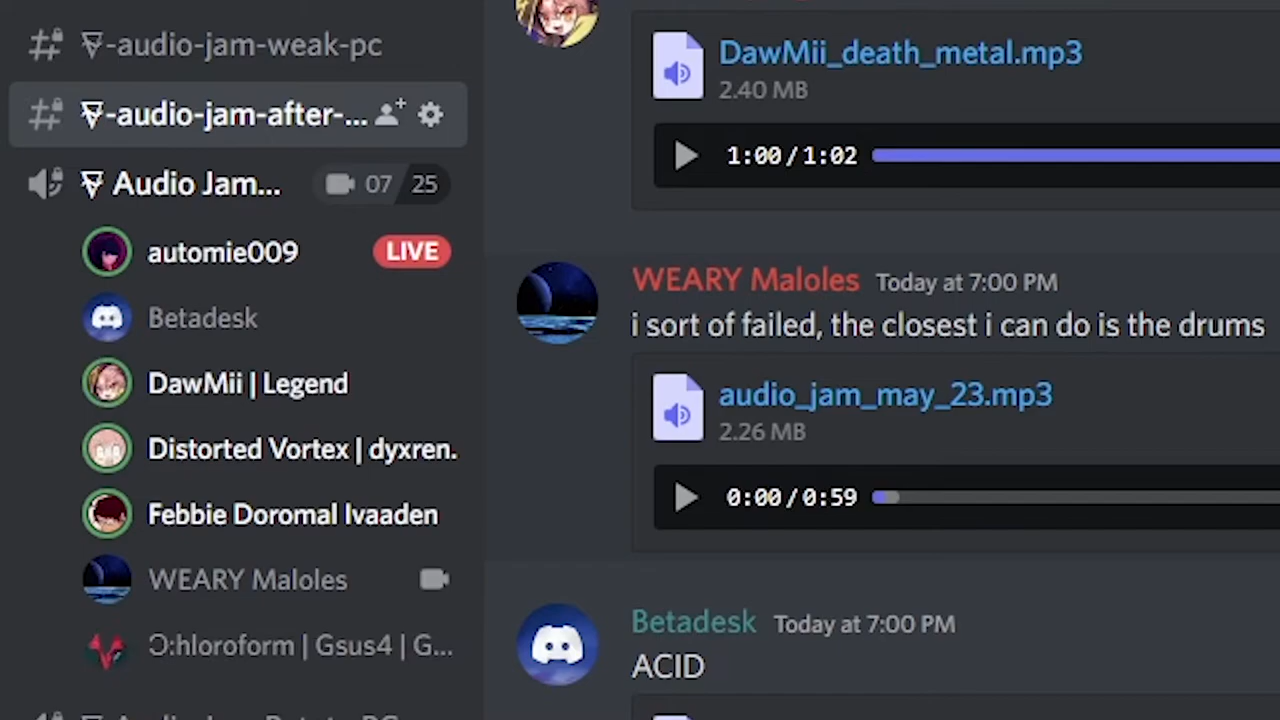 -audio-jam-weak-pc
-audio-jam-after-...
Audio Jam...
07
25
automie009
LIVE
Betadesk
DawMii | Legend
Distorted Vortex | dyxren.
Febbie Doromal Ivaaden
WEARY Maloles
Ɔ:hloroform | Gsus4 | G...
DawMii_death_metal.mp3
2.40 MB
1:00/1:02
WEARY Maloles Today at 7:00 PM
i sort of failed, the closest i can do is the drums
audio_jam_may_23.mp3
2.26 MB
0:00/0:59
Betadesk Today at 7:00 PM
ACID